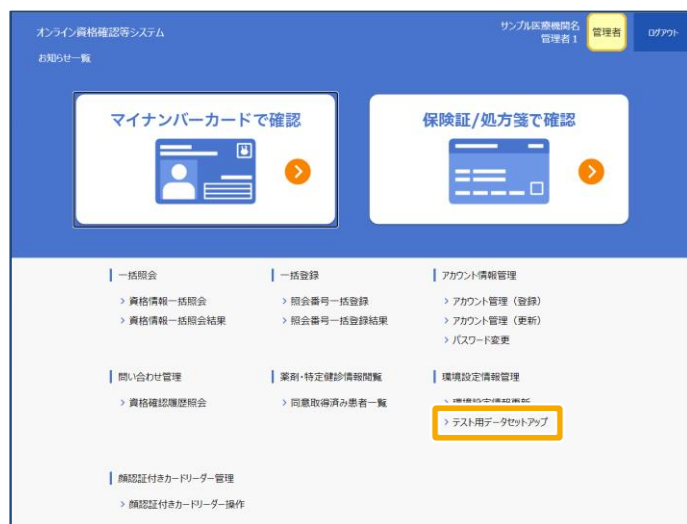 オンライン資格確認等システム
サンプル医療機関名
管理者1
管理者
ログアウト
お知らせ一覧
マイナンバーカードで確認
保険証/処方箋で確認
一括照会
一括登録
アカウント情報管理
> 資格情報一括照会
> 照会番号一括登録
> アカウント管理（登録）
> 資格情報一括照会結果
> 照会番号一括登録結果
> アカウント管理（更新）
> パスワード変更
問い合わせ管理
薬剤・特定健診情報閲覧
環境設定情報管理
> 資格確認履歴照会
> 同意取得済み患者一覧
> 環境設定情報更新
> テスト用データセットアップ
顔認証付きカードリーダー管理
> 顔認証付きカードリーダー操作